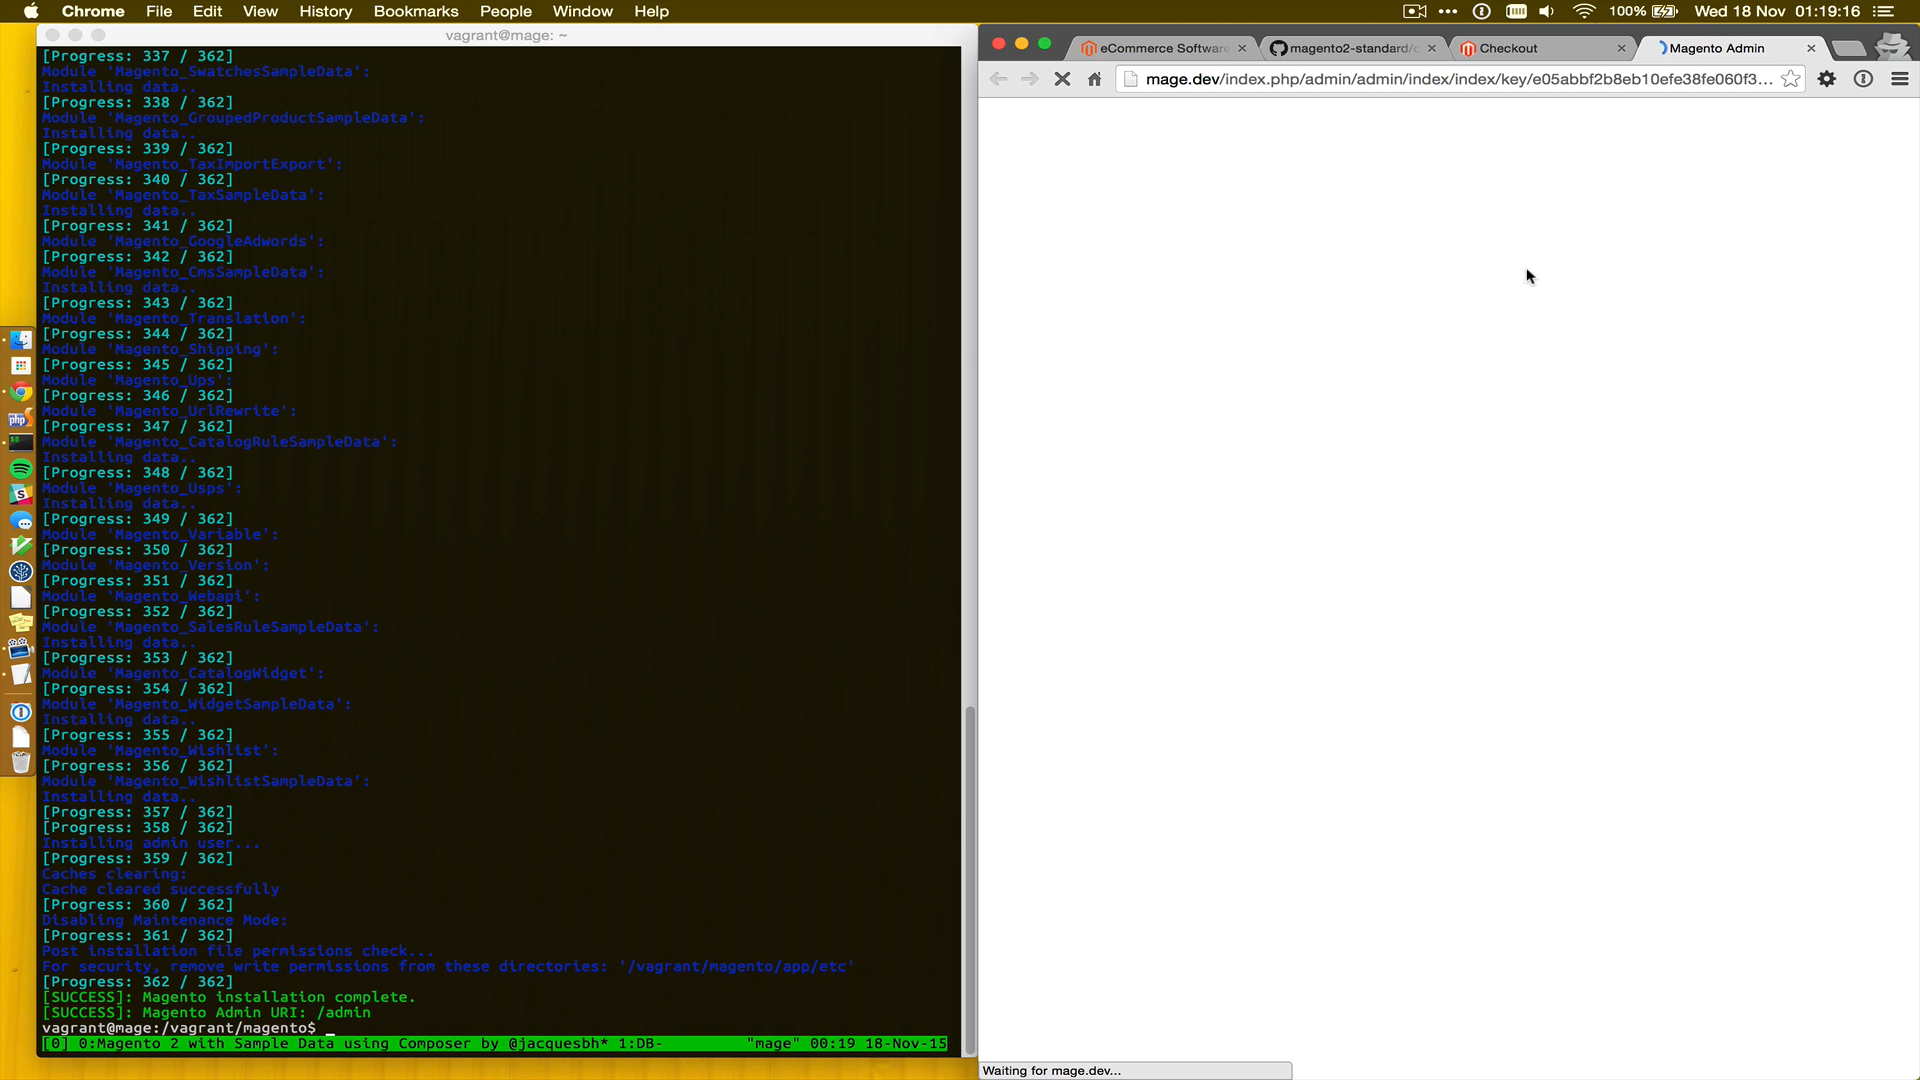 Chrome File Edit View History Bookmarks People Window Help 100% Wed 18 Nov 01:19:16
vagrant@mage: ~
[Progress: 337 / 362]
Module 'Magento_SwatchesSampleData':
Installing data..
[Progress: 338 / 362]
Module 'Magento_GroupedProductSampleData':
Installing data..
[Progress: 339 / 362]
Module 'Magento_TaxImportExport':
[Progress: 340 / 362]
Module 'Magento_TaxSampleData':
Installing data..
[Progress: 341 / 362]
Module 'Magento_GoogleAdwords':
[Progress: 342 / 362]
Module 'Magento_CmsSampleData':
Installing data..
[Progress: 343 / 362]
Module 'Magento_Translation':
[Progress: 344 / 362]
Module 'Magento_Shipping':
[Progress: 345 / 362]
Module 'Magento_Ups':
[Progress: 346 / 362]
Module 'Magento_UrlRewrite':
[Progress: 347 / 362]
Module 'Magento_CatalogRuleSampleData':
Installing data..
[Progress: 348 / 362]
Module 'Magento_Usps':
Installing data..
[Progress: 349 / 362]
Module 'Magento_Variable':
[Progress: 350 / 362]
Module 'Magento_Version':
[Progress: 351 / 362]
Module 'Magento_Webapi':
[Progress: 352 / 362]
Module 'Magento_SalesRuleSampleData':
Installing data..
[Progress: 353 / 362]
Module 'Magento_CatalogWidget':
[Progress: 354 / 362]
Module 'Magento_WidgetSampleData':
Installing data..
[Progress: 355 / 362]
Module 'Magento_Wishlist':
[Progress: 356 / 362]
Module 'Magento_WishlistSampleData':
Installing data..
[Progress: 357 / 362]
[Progress: 358 / 362]
Installing admin user...
[Progress: 359 / 362]
Caches clearing:
Cache cleared successfully
[Progress: 360 / 362]
Disabling Maintenance Mode:
[Progress: 361 / 362]
Post installation file permissions check...
For security, remove write permissions from these directories: '/vagrant/magento/app/etc'
[Progress: 362 / 362]
[SUCCESS]: Magento installation complete.
[SUCCESS]: Magento Admin URI: /admin
vagrant@mage:/vagrant/magento$ _
[0] 0:Magento 2 with Sample Data using Composer by @jacquesbh* 1:DB- "mage" 00:19 18-Nov-15
eCommerce Software
magento2-standard/c
Checkout
Magento Admin
mage.dev/index.php/admin/admin/index/index/key/e05abbf2b8eb10efe38fe060f3...
Waiting for mage.dev...
php
S